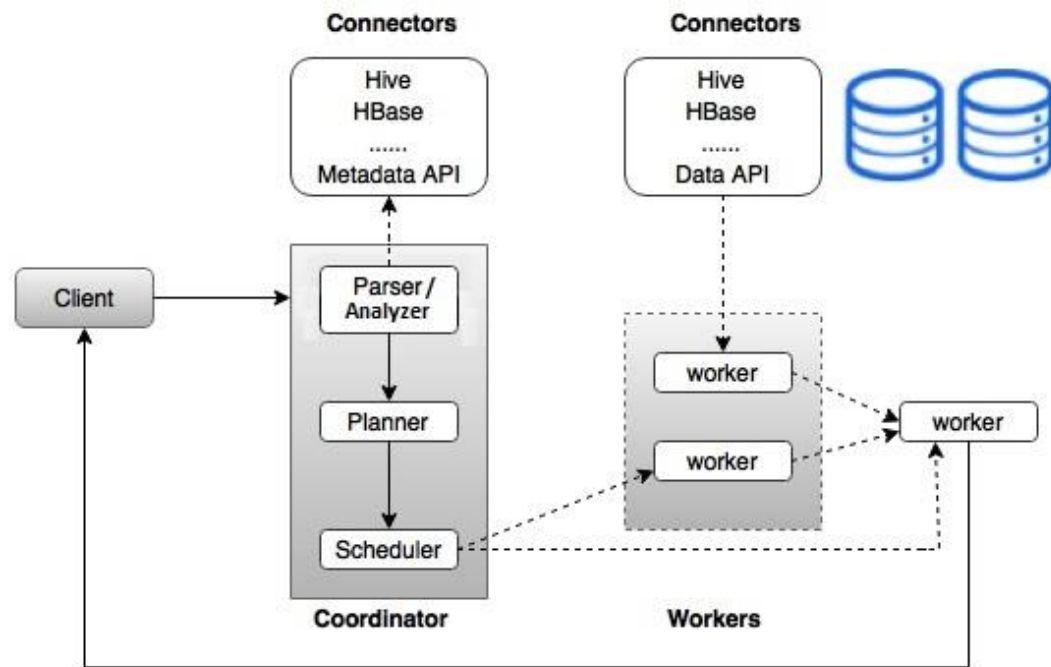 Connectors
Hive
HBase
......
Metadata API
Connectors
Hive
HBase
......
Data API
Client
Parser/
Analyzer
Planner
Scheduler
Coordinator
worker
worker
worker
Workers